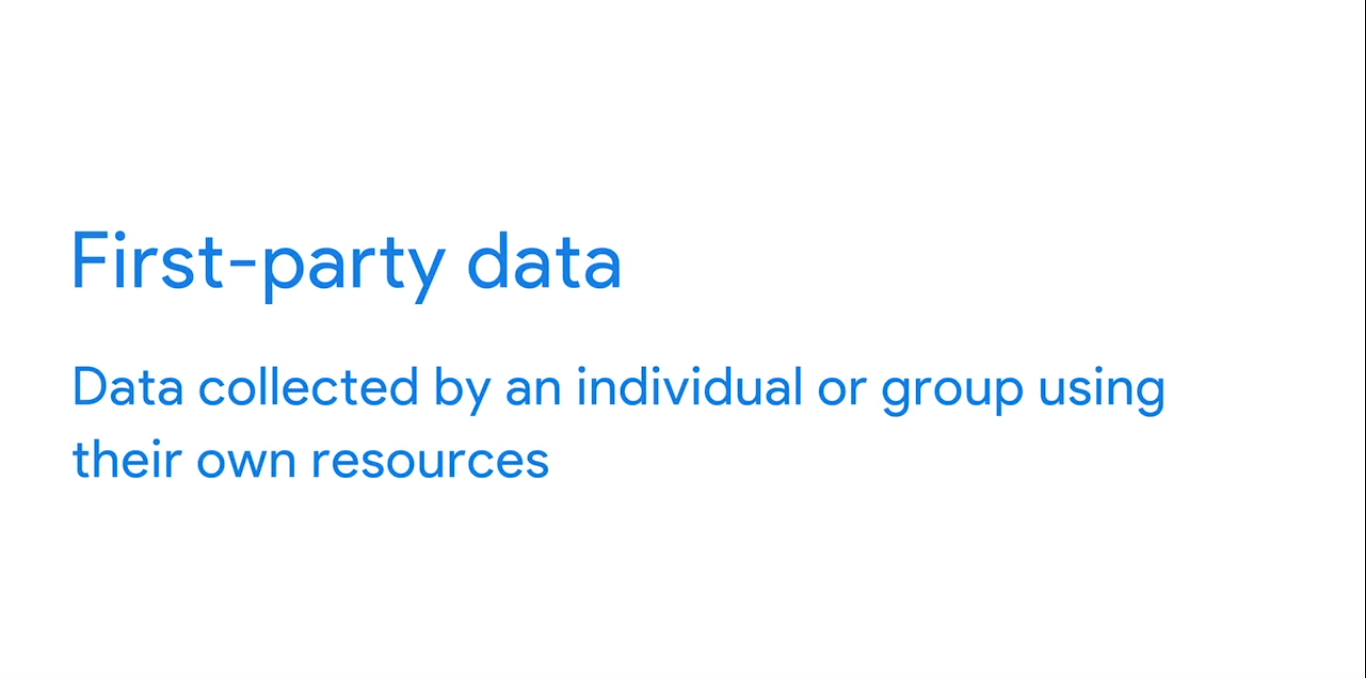 First-party data
Data collected by an individual or group using
their own resources